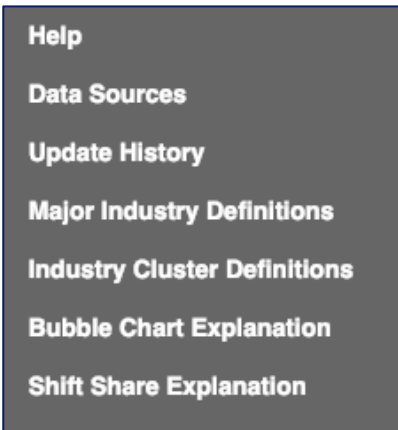 Help
Data Sources
Update History
Major Industry Definitions
Industry Cluster Definitions
Bubble Chart Explanation
Shift Share Explanation